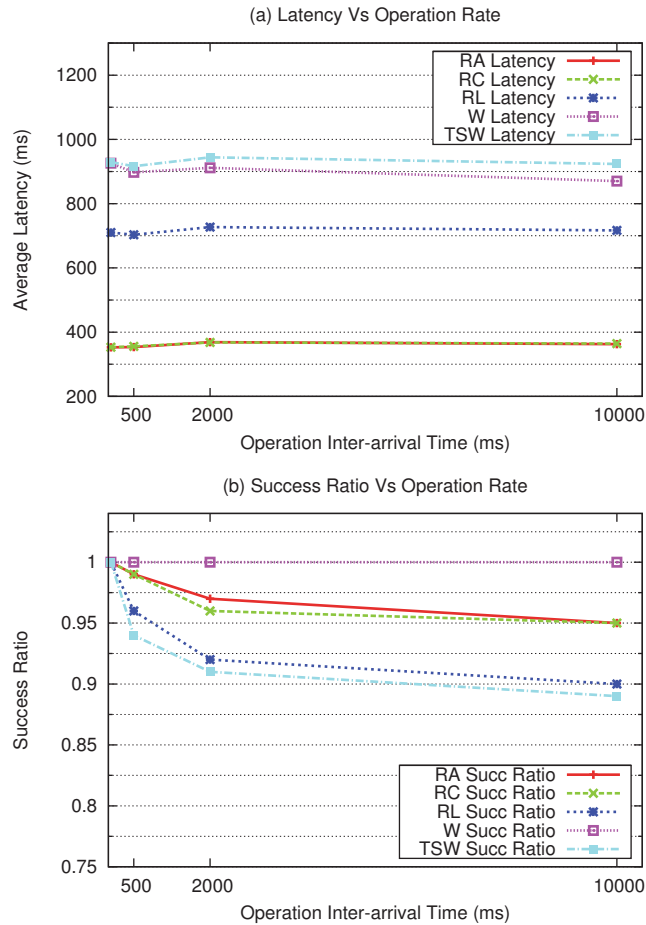 (a) Latency Vs Operation Rate
1200
1000
800
600
400
200
Average Latency (ms)
RA Latency
RC Latency
RL Latency
W Latency
TSW Latency
500 2000 10000
Operation Inter-arrival Time (ms)
(b) Success Ratio Vs Operation Rate
1
0.95
0.9
0.85
0.8
0.75
Success Ratio
RA Succ Ratio
RC Succ Ratio
RL Succ Ratio
W Succ Ratio
TSW Succ Ratio
500 2000 10000
Operation Inter-arrival Time (ms)